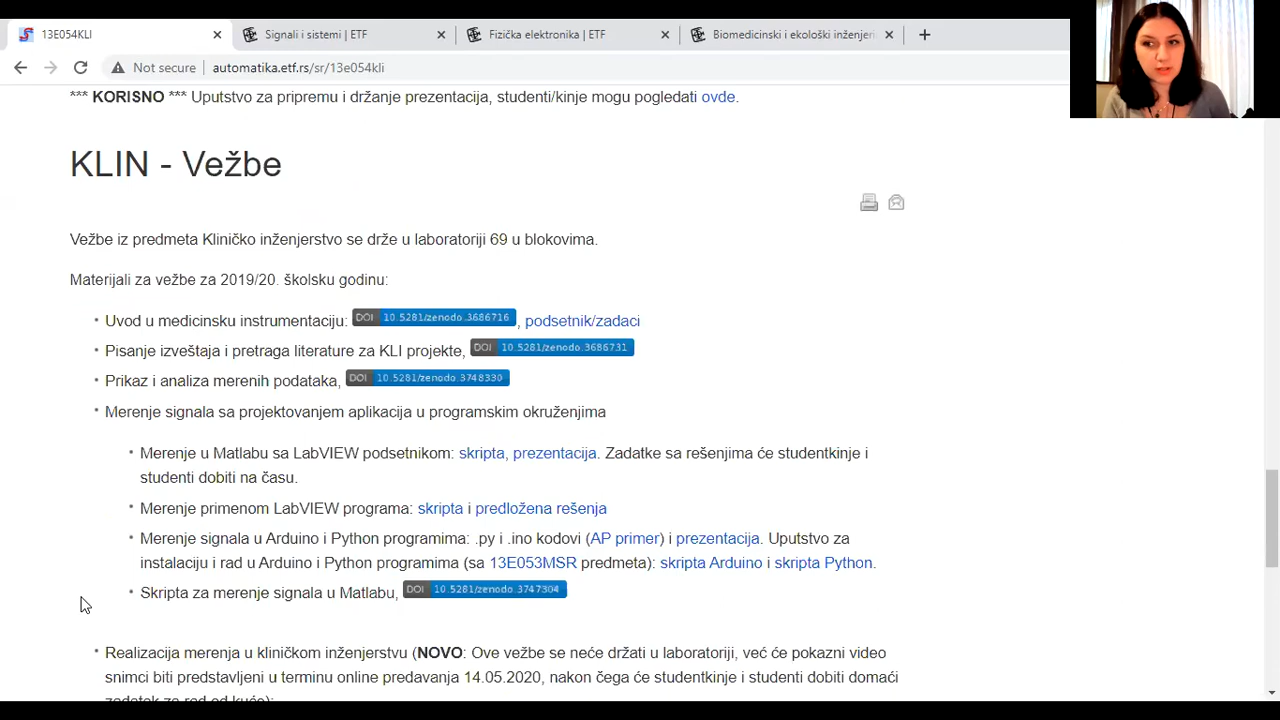 13E054KLI
Signali i sistemi | ETF
Fizička elektronika | ETF
Biomedicinski i ekološki inženjeri
Not secure | automatika.etf.rs/sr/13e054kli
*** KORISNO *** Uputstvo za pripremu i držanje prezentacija, studenti/kinje mogu pogledati ovde.
KLIN - Vežbe
Vežbe iz predmeta Kliničko inženjerstvo se drže u laboratoriji 69 u blokovima.
Materijali za vežbe za 2019/20. školsku godinu:
Uvod u medicinsku instrumentaciju: DOI 10.5281/zenodo.3686716 , podsetnik/zadaci
Pisanje izveštaja i pretraga literature za KLI projekte, DOI 10.5281/zenodo.3686731
Prikaz i analiza merenih podataka, DOI 10.5281/zenodo.3748330
Merenje signala sa projektovanjem aplikacija u programskim okruženjima
Merenje u Matlabu sa LabVIEW podsetnikom: skripta, prezentacija. Zadatke sa rešenjima će studentkinje i
studenti dobiti na času.
Merenje primenom LabVIEW programa: skripta i predložena rešenja
Merenje signala u Arduino i Python programima: .py i .ino kodovi (AP primer) i prezentacija. Uputstvo za
instalaciju i rad u Arduino i Python programima (sa 13E053MSR predmeta): skripta Arduino i skripta Python.
Skripta za merenje signala u Matlabu, DOI 10.5281/zenodo.3747304
Realizacija merenja u kliničkom inženjerstvu (NOVO: Ove vežbe se neće držati u laboratoriji, već će pokazni video
snimci biti predstavljeni u terminu online predavanja 14.05.2020, nakon čega će studentkinje i studenti dobiti domaći
zadatak za rad od kuće):